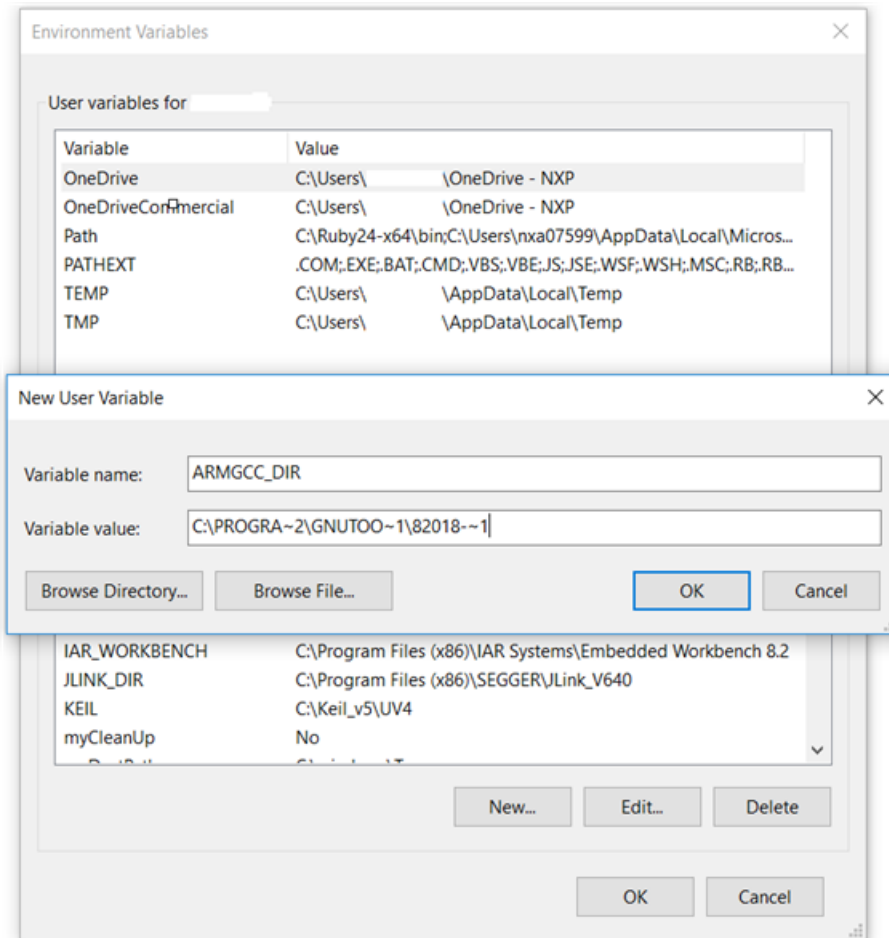 Environment Variables
User variables for
Variable Value
OneDrive C:\Users\ \OneDrive - NXP
OneDriveCommercial C:\Users\ \OneDrive - NXP
Path C:\Ruby24-x64\bin;C:\Users\nxa07599\AppData\Local\Micros...
PATHEXT .COM;.EXE;.BAT;.CMD;.VBS;.VBE;.JS;.JSE;.WSF;.WSH;.MSC;.RB;.RB...
TEMP C:\Users\ \AppData\Local\Temp
TMP C:\Users\ \AppData\Local\Temp
New User Variable
Variable name: ARMGCC_DIR
Variable value: C:\PROGRA~2\GNUTOO~1\82018-~1
Browse Directory... Browse File... OK Cancel
IAR_WORKBENCH C:\Program Files (x86)\IAR Systems\Embedded Workbench 8.2
JLINK_DIR C:\Program Files (x86)\SEGGER\JLink_V640
KEIL C:\Keil_v5\UV4
myCleanUp No
New... Edit... Delete
OK Cancel